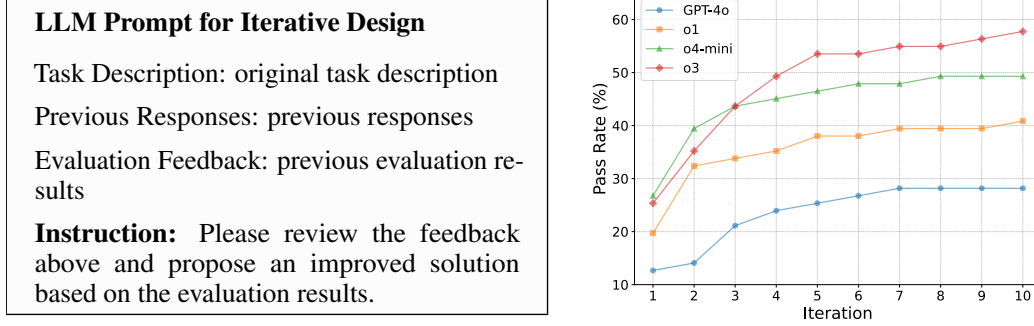 LLM Prompt for Iterative Design
Task Description: original task description
Previous Responses: previous responses
Evaluation Feedback: previous evaluation re-
sults
Instruction: Please review the feedback
above and propose an improved solution
based on the evaluation results.
GPT-4o
o1
o4-mini
o3
Pass Rate (%)
60
50
40
30
20
10
1 2 3 4 5 6 7 8 9 10
Iteration